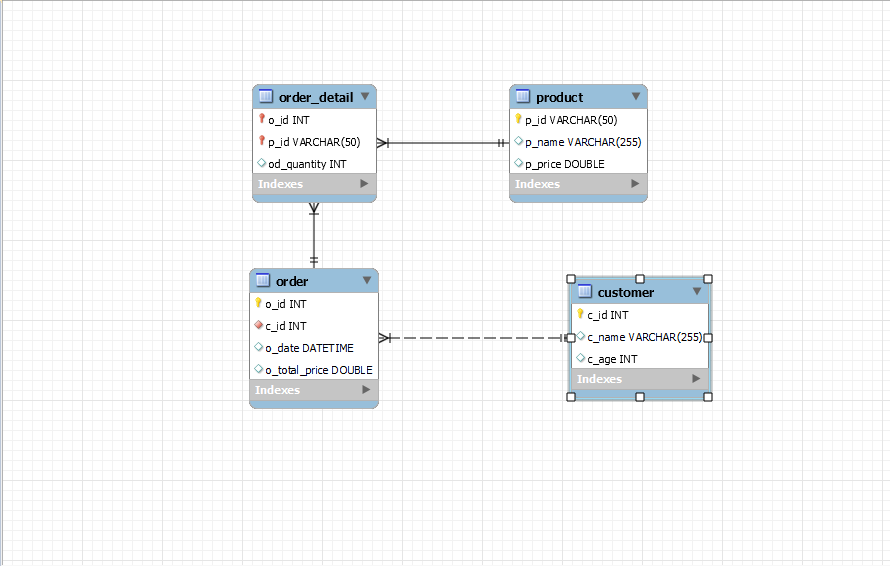 order_detail
o_id INT
p_id VARCHAR(50)
od_quantity INT
Indexes
product
p_id VARCHAR(50)
p_name VARCHAR(255)
p_price DOUBLE
Indexes
order
o_id INT
c_id INT
o_date DATETIME
o_total_price DOUBLE
Indexes
customer
c_id INT
c_name VARCHAR(255)
c_age INT
Indexes